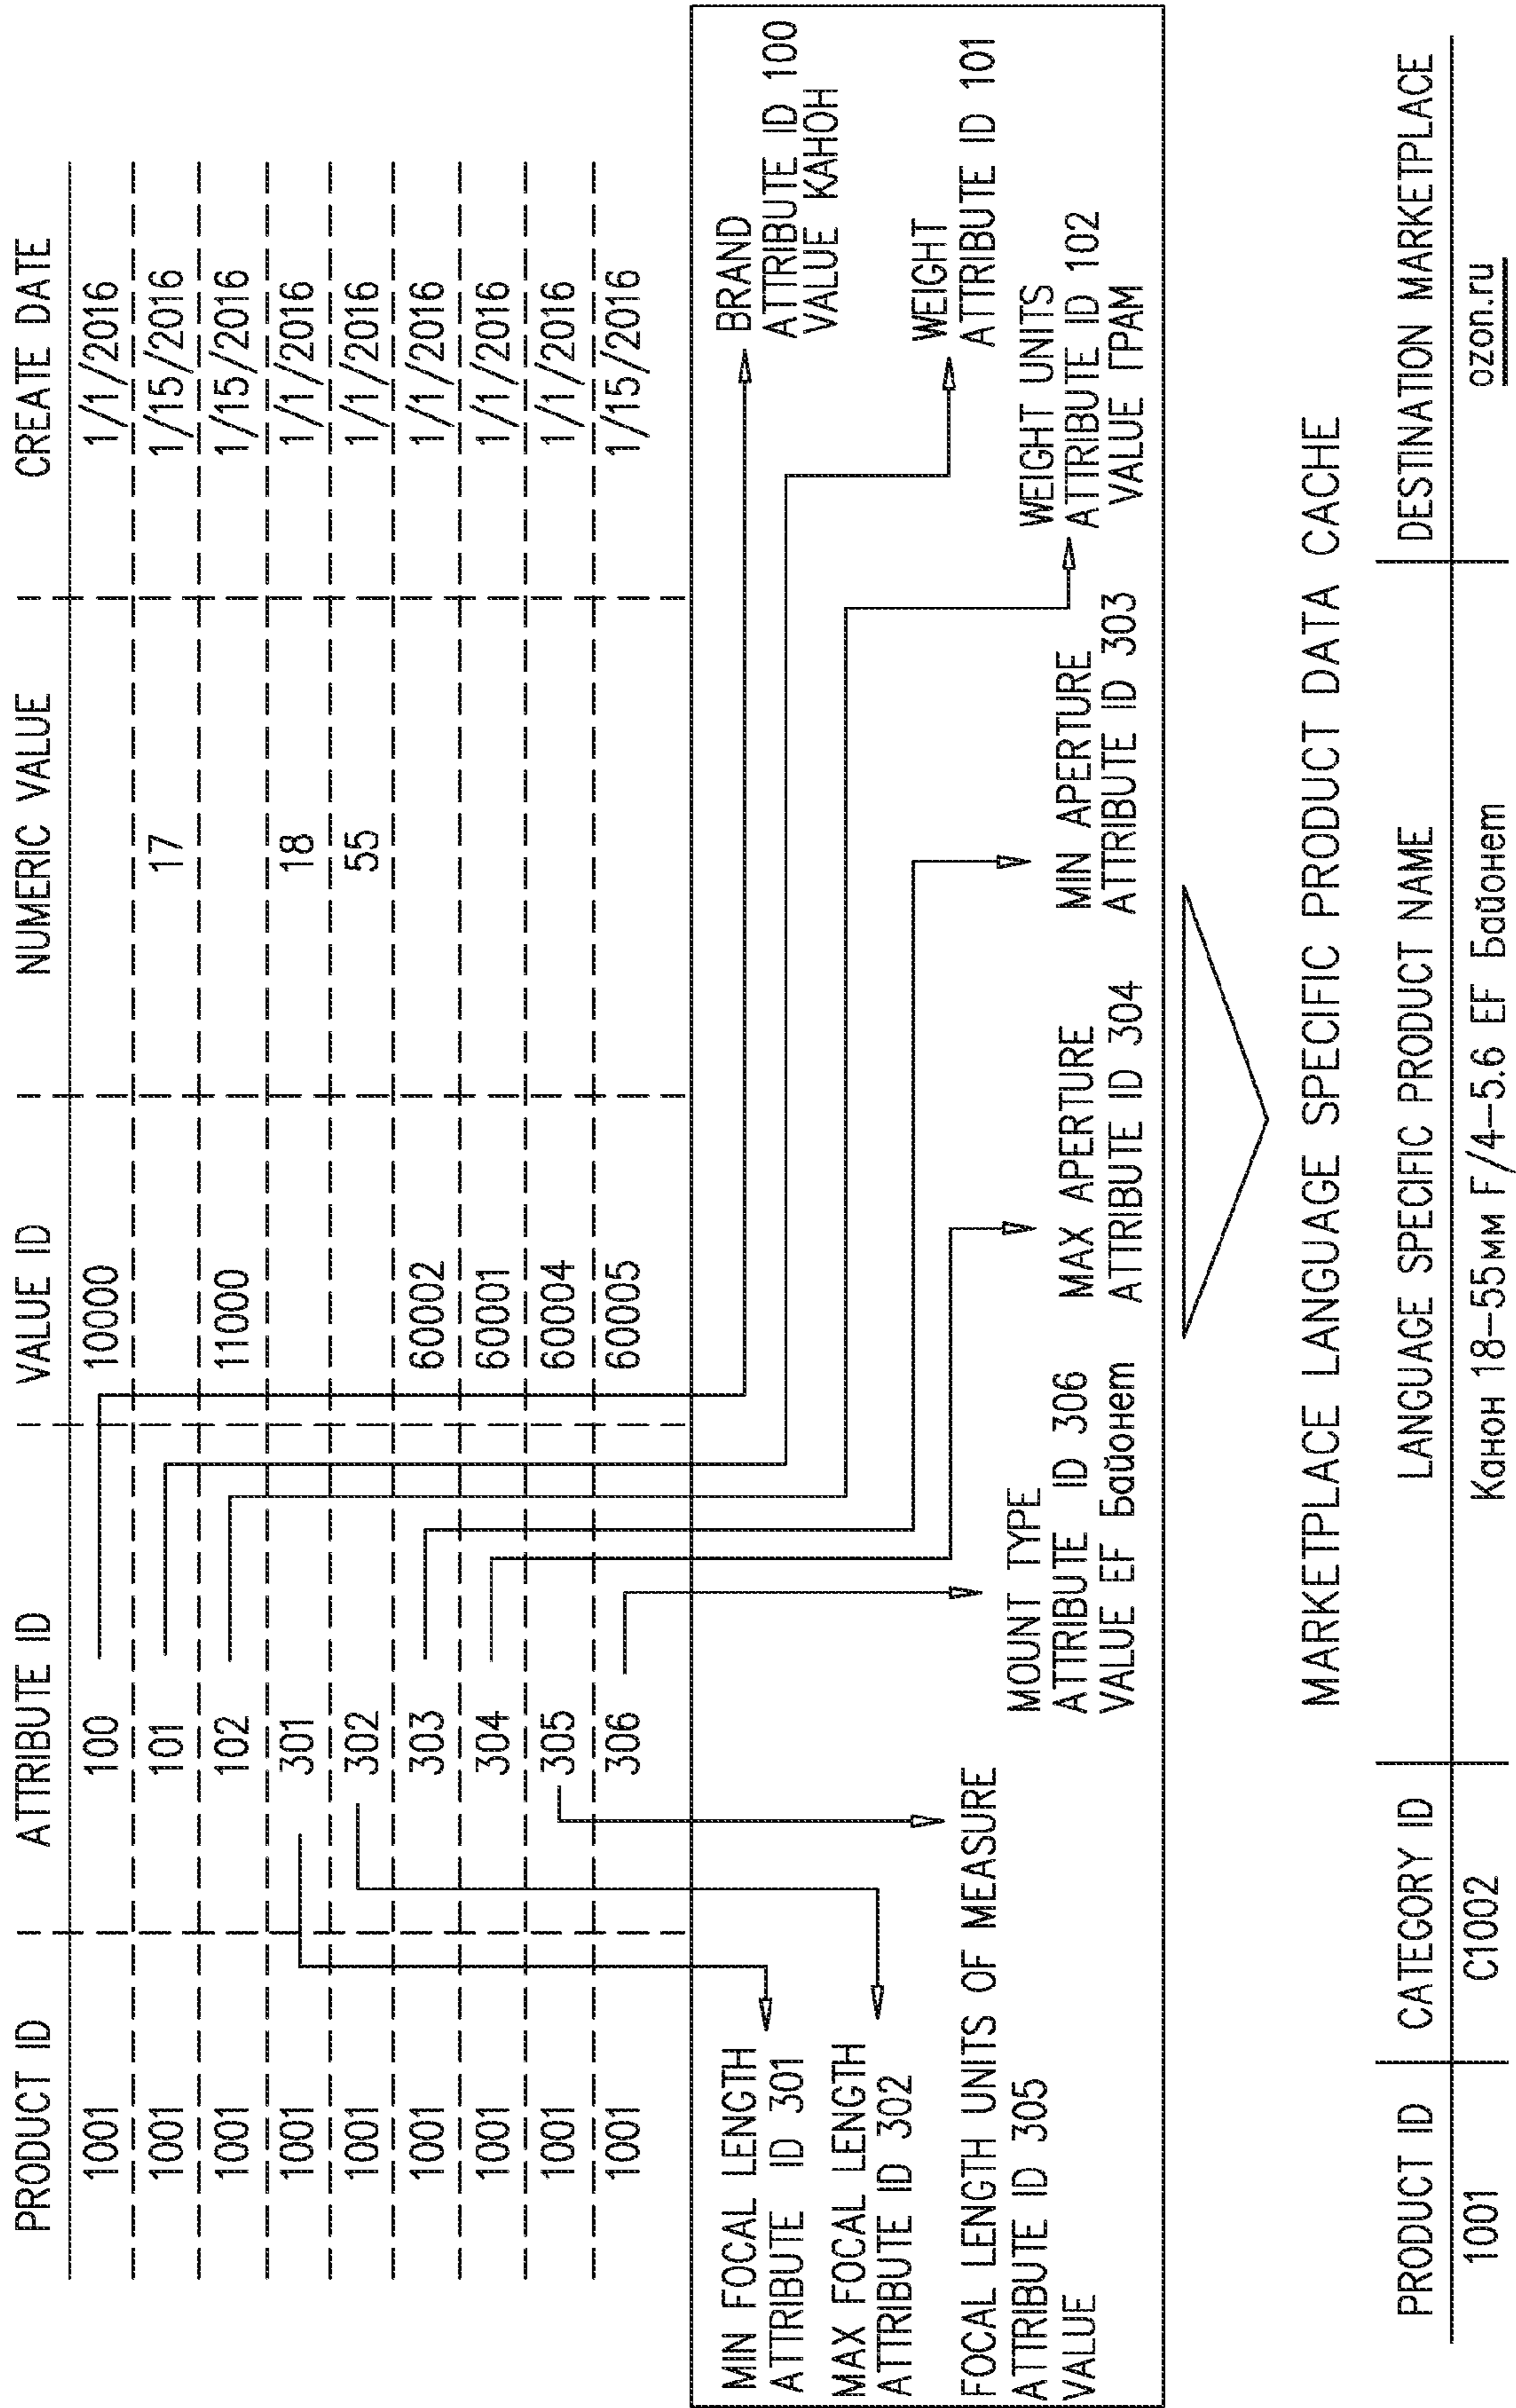 PRODUCT ID ATTRIBUTE ID VALUE ID NUMERIC VALUE CREATE DATE
1001 100 10000 1/1/2016
1001 101 17 1/15/2016
1001 102 11000 1/15/2016
1001 301 18 1/1/2016
1001 302 55 1/1/2016
1001 303 60002 1/1/2016
1001 304 60001 1/1/2016
1001 305 60004 1/1/2016
1001 306 60005 1/15/2016
MIN FOCAL LENGTH
ATTRIBUTE ID 301
MAX FOCAL LENGTH
ATTRIBUTE ID 302
FOCAL LENGTH UNITS OF MEASURE
ATTRIBUTE ID 305
VALUE
MOUNT TYPE
ATTRIBUTE ID 306
VALUE EF Байонет
MAX APERTURE
ATTRIBUTE ID 304
MIN APERTURE
ATTRIBUTE ID 303
WEIGHT UNITS
ATTRIBUTE ID 102
VALUE ГРАМ
WEIGHT
ATTRIBUTE ID 101
BRAND
ATTRIBUTE ID 100
VALUE КАНОН
MARKETPLACE LANGUAGE SPECIFIC PRODUCT DATA CACHE
PRODUCT ID CATEGORY ID LANGUAGE SPECIFIC PRODUCT NAME DESTINATION MARKETPLACE
1001 C1002 Канон 18–55мм F/4–5.6 EF Байонет ozon.ru